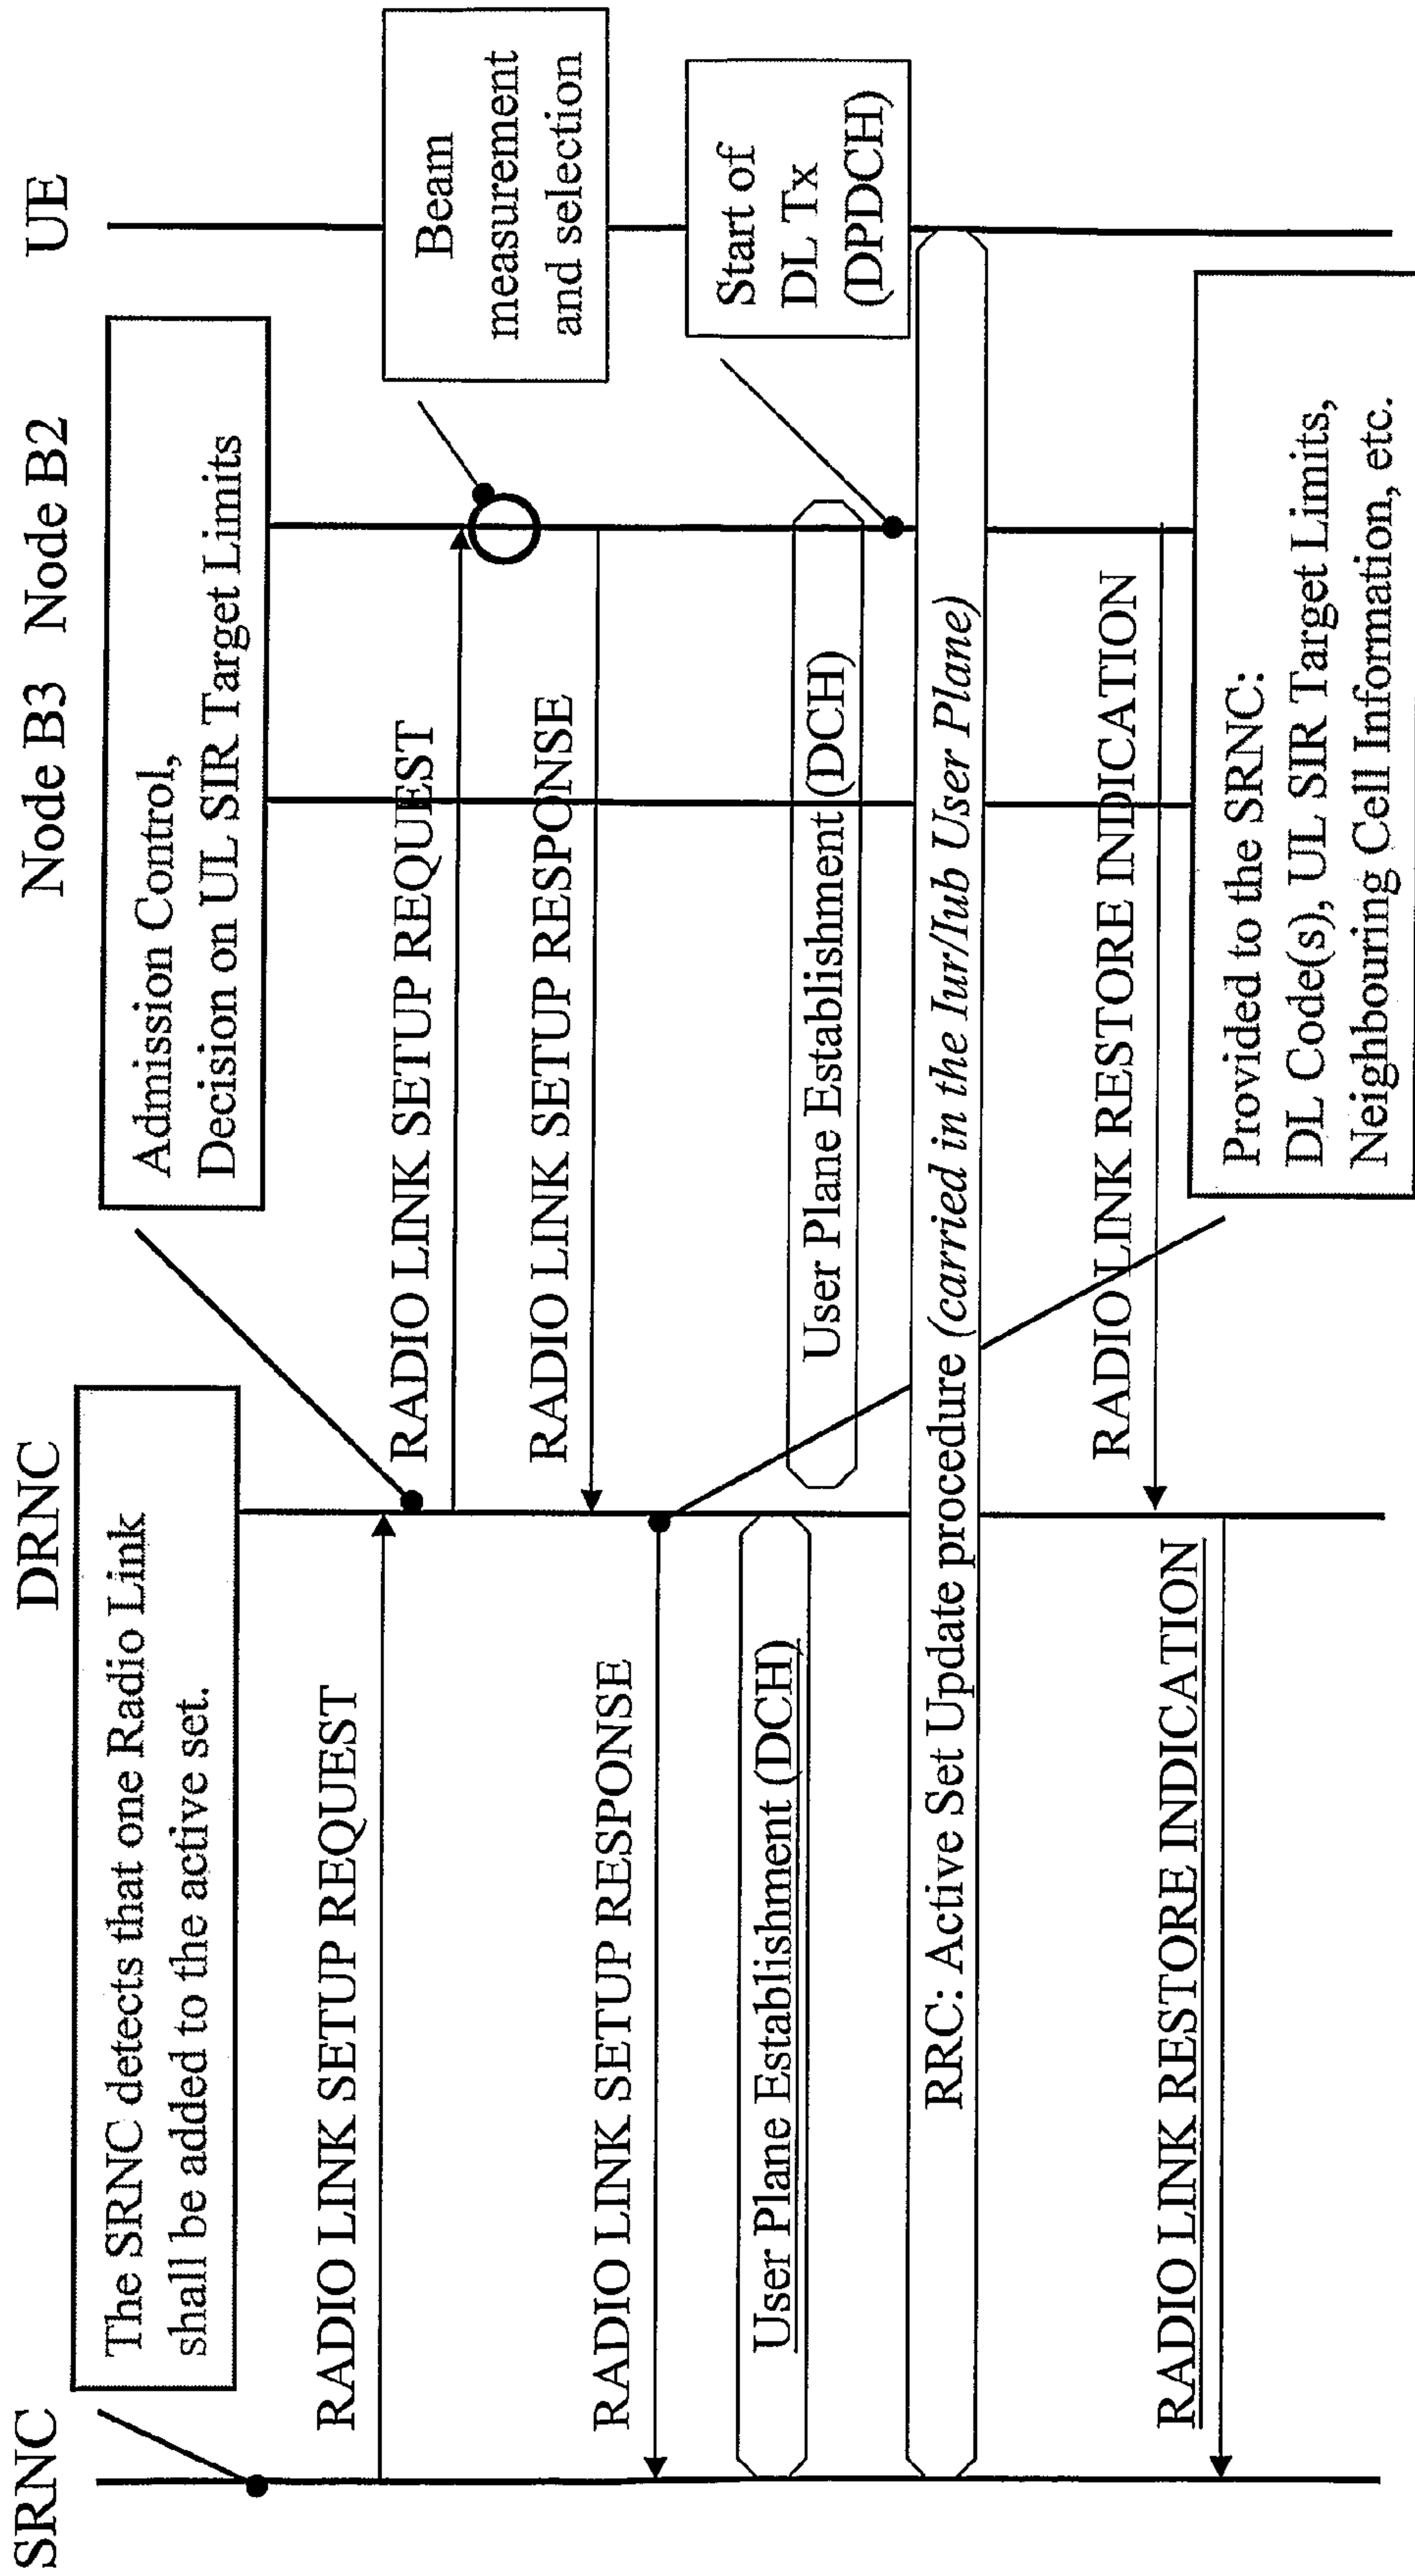 SRNC
DRNC
Node B3
Node B2
UE
The SRNC detects that one Radio Link
shall be added to the active set.
Admission Control,
Decision on UL SIR Target Limits
RADIO LINK SETUP REQUEST
RADIO LINK SETUP REQUEST
Beam
measurement
and selection
RADIO LINK SETUP RESPONSE
RADIO LINK SETUP RESPONSE
User Plane Establishment (DCH)
User Plane Establishment (DCH)
Start of
DL Tx
(DPDCH)
RRC: Active Set Update procedure (carried in the Iur/Iub User Plane)
RADIO LINK RESTORE INDICATION
RADIO LINK RESTORE INDICATION
Provided to the SRNC:
DL Code(s), UL SIR Target Limits,
Neighbouring Cell Information, etc.